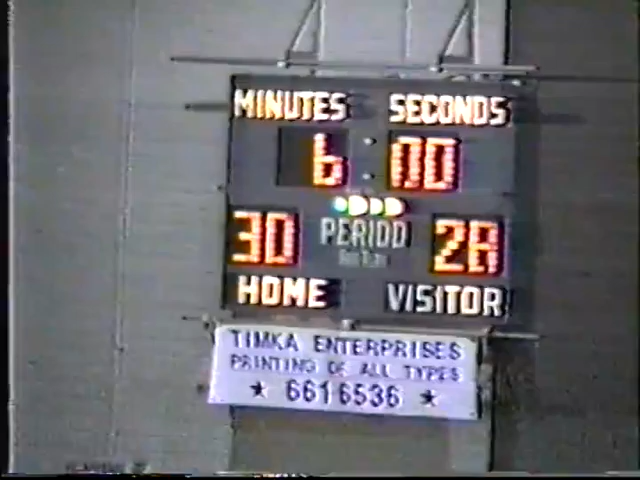 MINUTES SECONDS
6:00
30 PERIOD 28
HOME VISITOR
TIMKA ENTERPRISES
PRINTING OF ALL TYPES
★ 6616536 ★